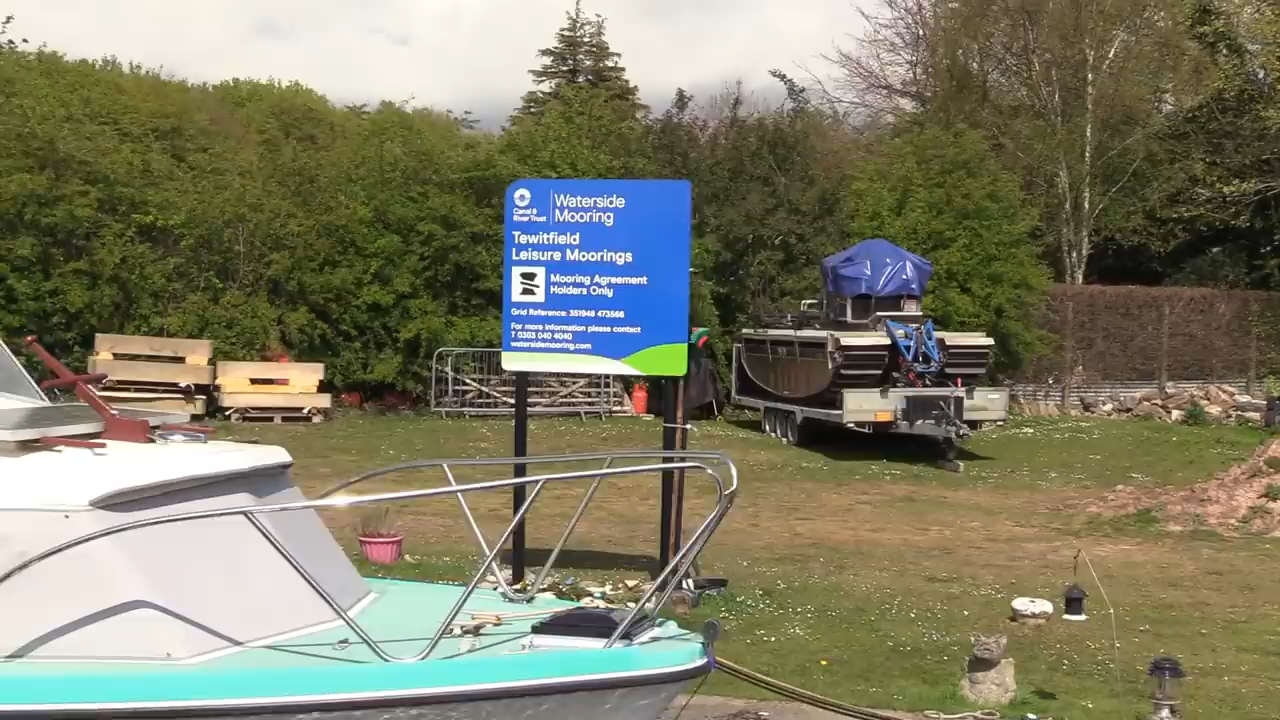 Canal &
River Trust
Waterside
Mooring
Tewitfield
Leisure Moorings
Mooring Agreement
Holders Only
Grid Reference: 351948 473566
For more information please contact
T 0303 040 4040
watersidemooring.com